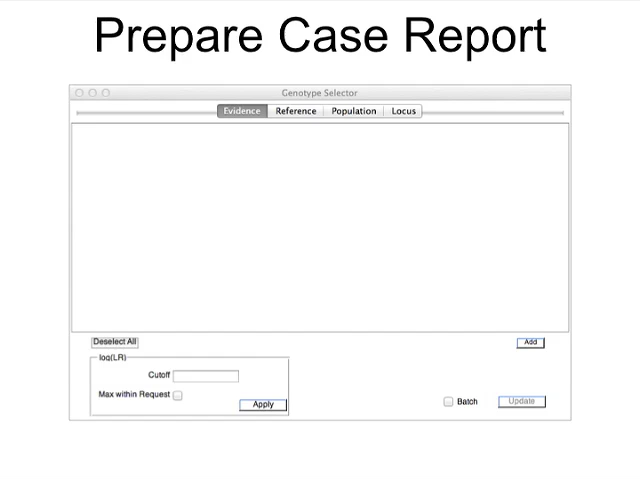 Prepare Case Report
Genotype Selector
Evidence Reference Population Locus
Deselect All
Add
log(LR)
Cutoff
Max within Request
Apply
Batch
Update